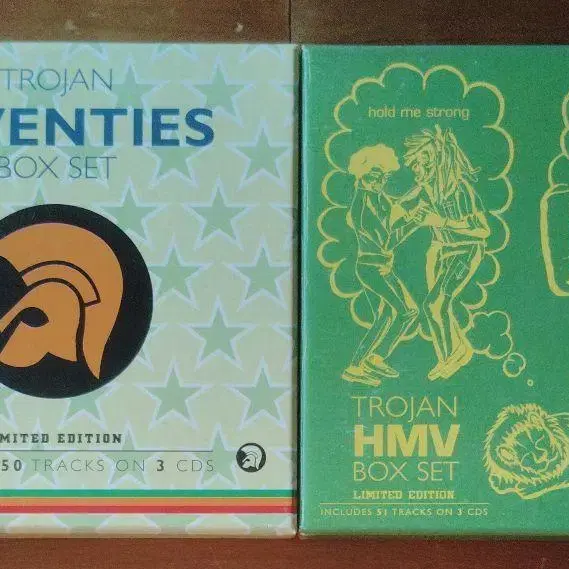 TROJAN
VENTIES
BOX SET
MITED EDITION
50 TRACKS ON 3 CDS
hold me strong
TROJAN
HMV
BOX SET
LIMITED EDITION
INCLUDES 51 TRACKS ON 3 CDS